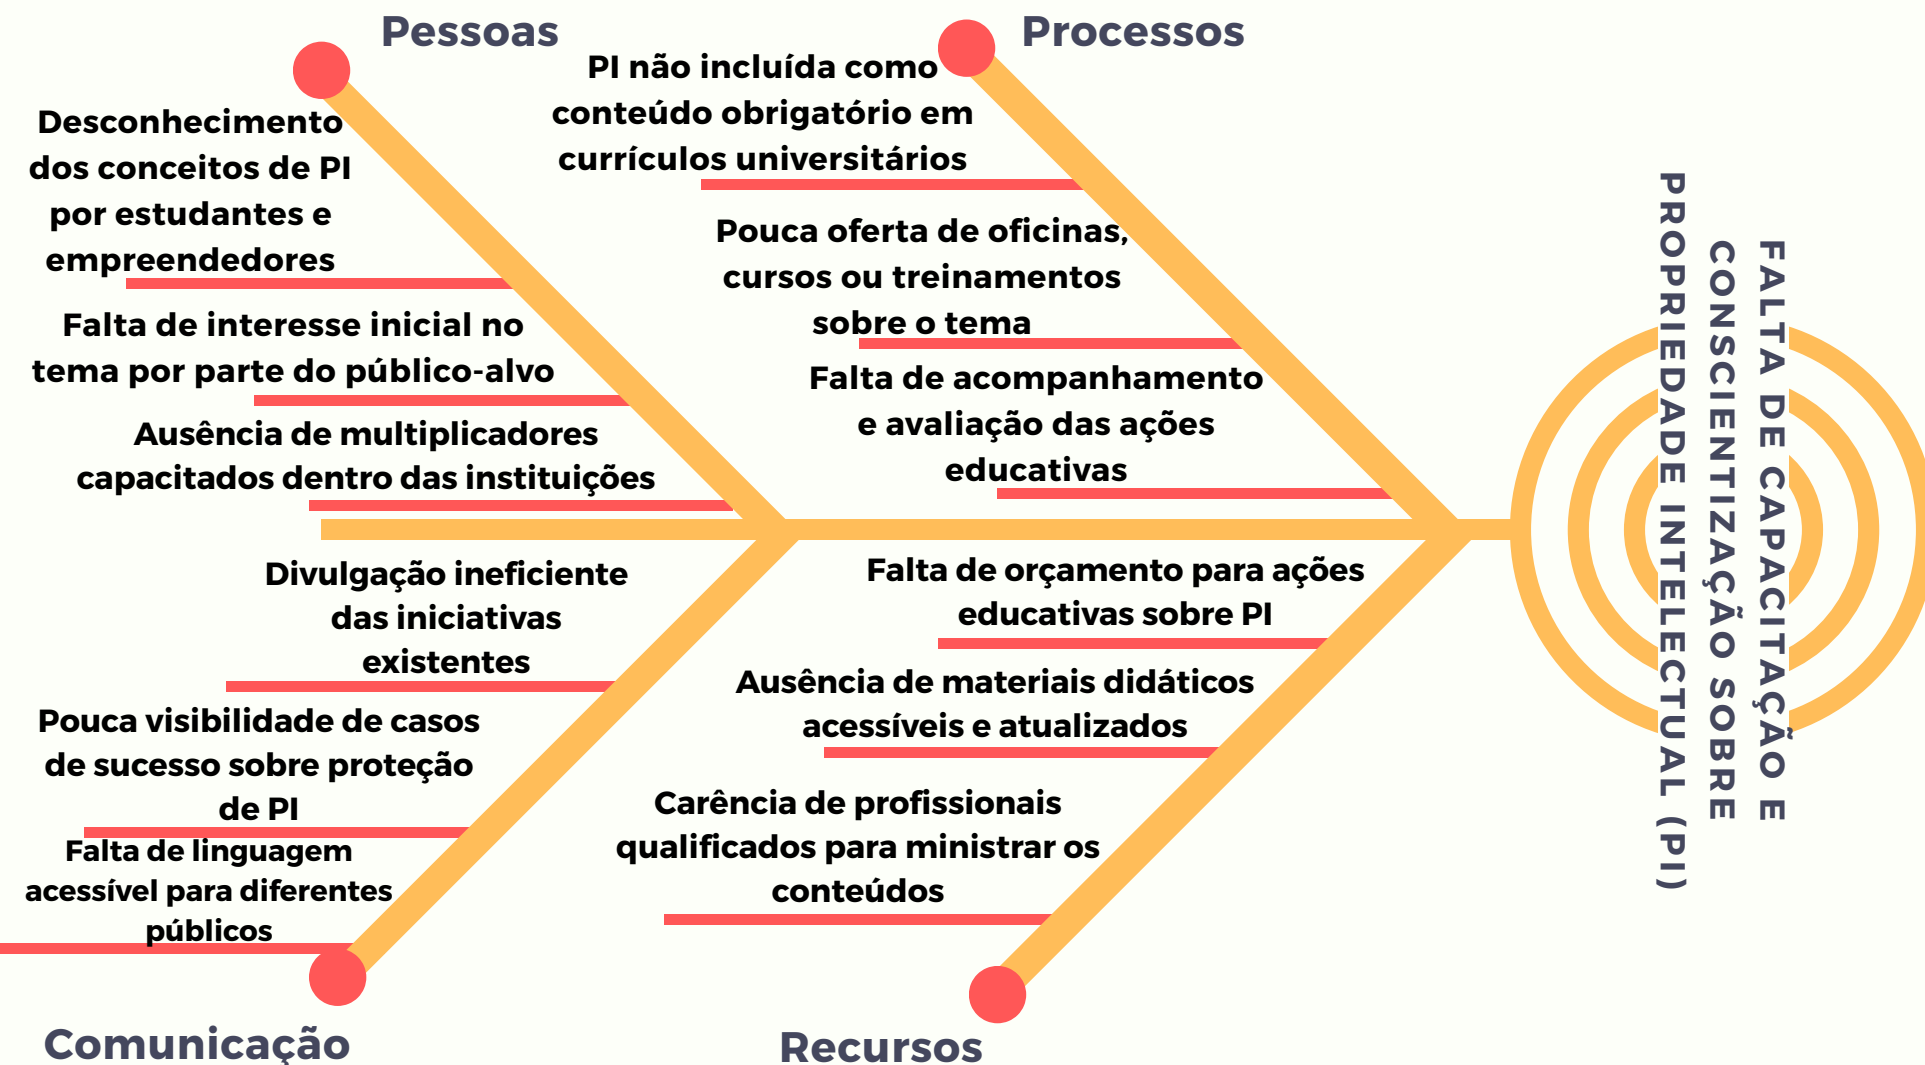 Pessoas
Desconhecimento
dos conceitos de PI
por estudantes e
empreendedores
Falta de interesse inicial no
tema por parte do público-alvo
Ausência de multiplicadores
capacitados dentro das instituições
Processos
PI não incluída como
conteúdo obrigatório em
currículos universitários
Pouca oferta de oficinas,
cursos ou treinamentos
sobre o tema
Falta de acompanhamento
e avaliação das ações
educativas
Divulgação ineficiente
das iniciativas
existentes
Pouca visibilidade de casos
de sucesso sobre proteção
de PI
Falta de linguagem
acessível para diferentes
públicos
Comunicação
Falta de orçamento para ações
educativas sobre PI
Ausência de materiais didáticos
acessíveis e atualizados
Carência de profissionais
qualificados para ministrar os
conteúdos
Recursos
FALTA DE CAPACITAÇÃO E
CONSCIENTIZAÇÃO SOBRE
PROPRIEDADE INTELECTUAL (PI)